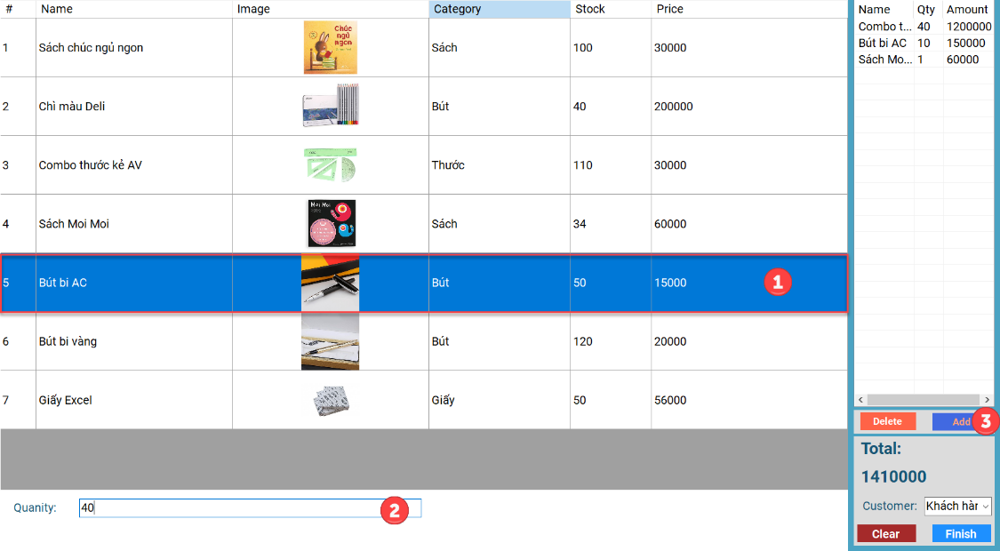 # Name Image Category Stock Price
1 Sách chúc ngủ ngon Chúc ngủ ngon Sách 100 30000
2 Chì màu Deli Bút 40 200000
3 Combo thước kẻ AV Thước 110 30000
4 Sách Moi Moi Moi Moi Sách 34 60000
5 Bút bi AC Bút 50 15000 1
6 Bút bi vàng Bút 120 20000
7 Giấy Excel Giấy 50 56000
Quanity: 40 2
Name Qty Amount
Combo t... 40 1200000
Bút bi AC 10 150000
Sách Mo... 1 60000
Delete Add 3
Total:
1410000
Customer: Khách hàr
Clear Finish